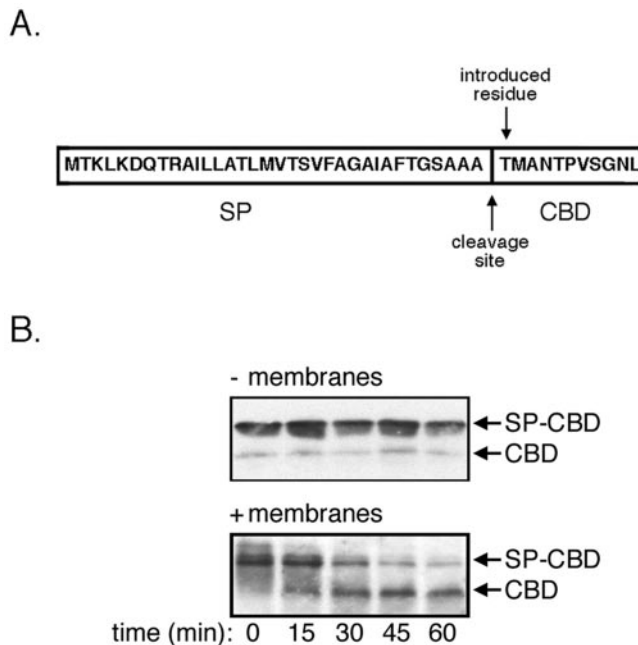 A.
introduced
residue
MTKLKDQTRAILLATLMVTSVFAGAIAFTGSAAA TMANTPVSGNL
SP CBD
cleavage
site
B.
- membranes
SP-CBD
CBD
+ membranes
SP-CBD
CBD
time (min): 0 15 30 45 60